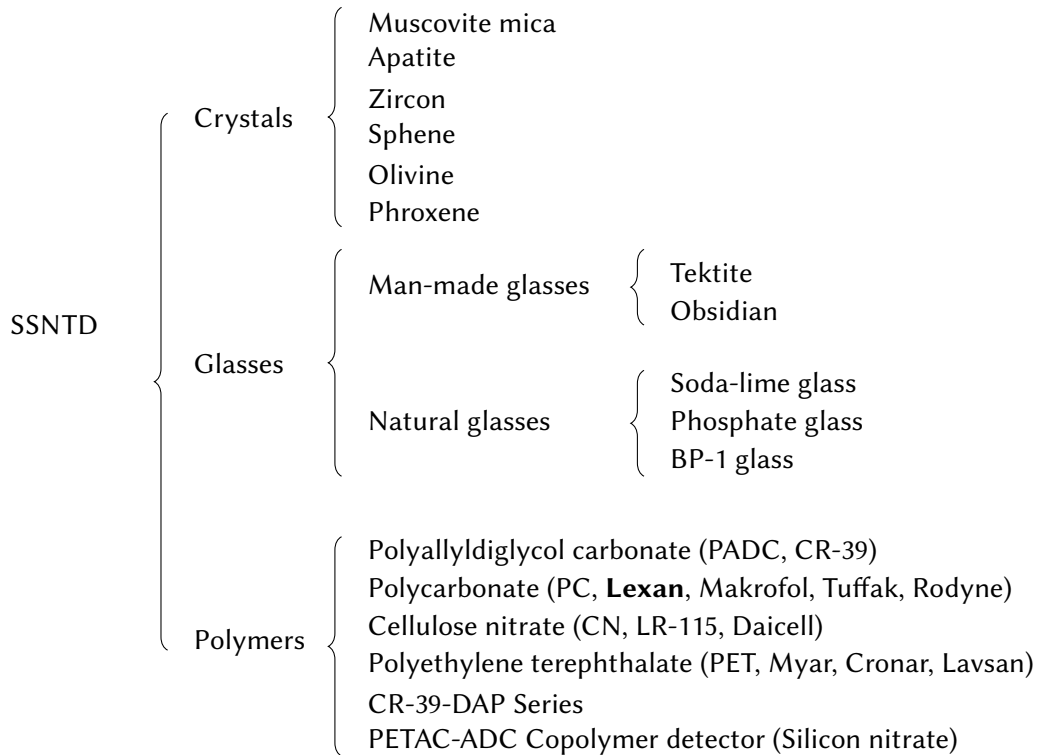 SSNTD
Crystals
Muscovite mica
Apatite
Zircon
Sphene
Olivine
Phroxene
Glasses
Man-made glasses
Tektite
Obsidian
Natural glasses
Soda-lime glass
Phosphate glass
BP-1 glass
Polymers
Polyallyldiglycol carbonate (PADC, CR-39)
Polycarbonate (PC, Lexan, Makrofol, Tuffak, Rodyne)
Cellulose nitrate (CN, LR-115, Daicell)
Polyethylene terephthalate (PET, Myar, Cronar, Lavsan)
CR-39-DAP Series
PETAC-ADC Copolymer detector (Silicon nitrate)